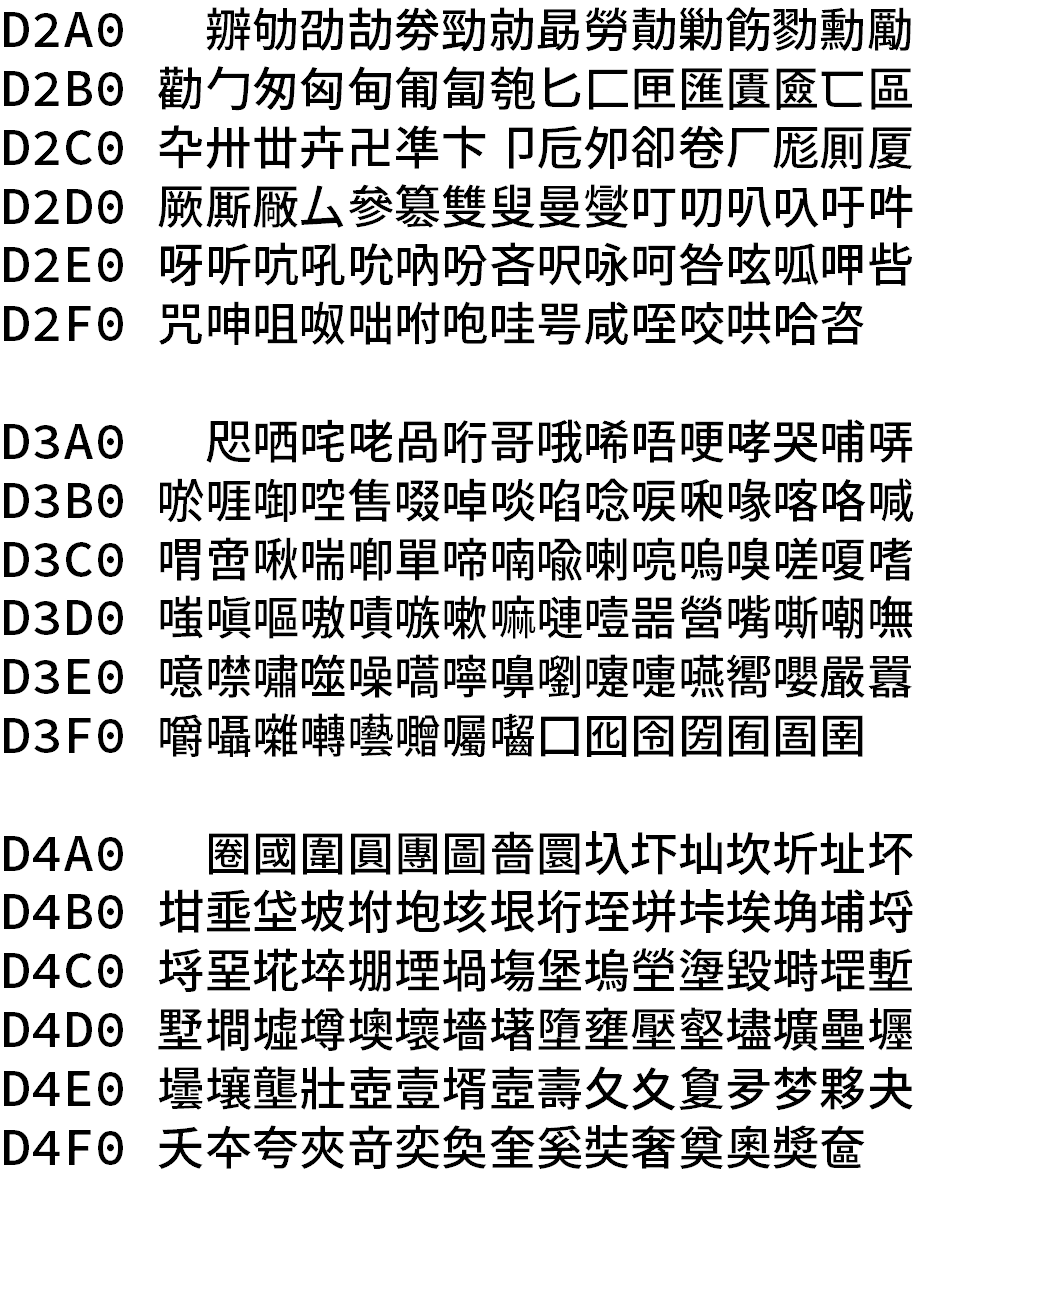 D2A0 辧劬劭劼劵勁勍勗勞勣勦飭勠勳勵
D2B0 勸勹匆匈甸匍匐匏匕匚匣匯匱匳匸區
D2C0 卆卅丗卉卍凖卞卩卮夘卻卷厂厖厠厦
D2D0 厥厮厰厶參簒雙叟曼燮叮叨叭叺吁吽
D2E0 呀听吭吼吮吶吩吝呎咏呵咎呟呱呷呰
D2F0 咒呻咀呶咄咐咆哇咢咸咥咬哄哈咨
D3A0 咫哂咤咾咼哘哥哦唏唔哽哮哭哺哢
D3B0 唹啀啣啌售啜啅啖啗唸唳啝喙喀咯喊
D3C0 喟啻啾喘喞單啼喃喩喇喨嗚嗅嗟嗄嗜
D3D0 嗤嗔嘔嗷嘖嗾嗽嘛嗹噎噐營嘴嘶嘲嘸
D3E0 噫噤嘯噬噪嚆嚀嚊嚠嚔嚏嚥嚮嚶嚴囂
D3F0 嚼囁囃囀囈囎囑囓囗囮囹圀囿圄圉
D4A0 圈國圍圓團圖嗇圜圦圷圸坎圻址坏
D4B0 坩埀垈坡坿垉垓垠垳垤垪垰埃埆埔埒
D4C0 埓堊埖埣堋堙堝塲堡塢塋塰毀塒堽塹
D4D0 墅墹墟墫墺壞墻墸墮壅壓壑壗壙壘壥
D4E0 壜壤壟壯壺壹壻壼壽夂夊夐夛梦夥夬
D4F0 夭夲夸夾竒奕奐奎奚奘奢奠奧奬奩